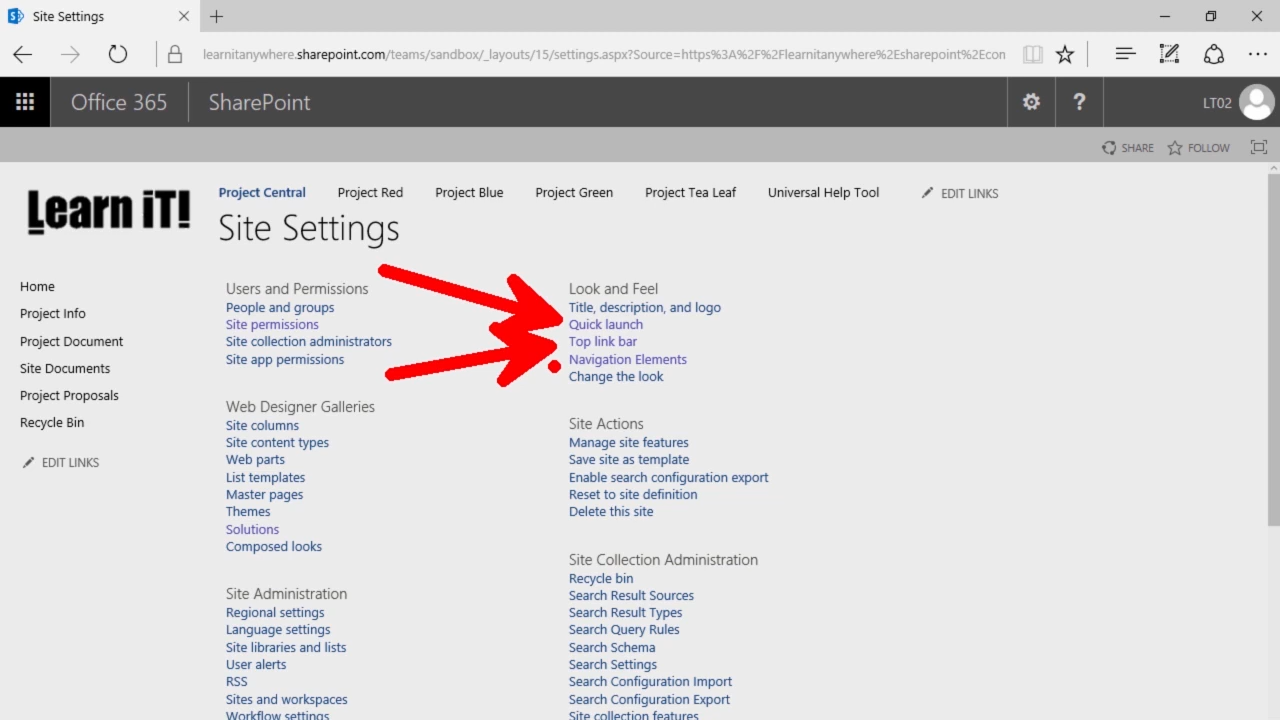 Site Settings
learnitanywhere.sharepoint.com/teams/sandbox/_layouts/15/settings.aspx?Source=https%3A%2F%2Flearnitanywhere%2Esharepoint%2Econ
Office 365 SharePoint ? LT02
SHARE FOLLOW
Learn iT!
Project Central Project Red Project Blue Project Green Project Tea Leaf Universal Help Tool EDIT LINKS
Site Settings
Home
Project Info
Project Document
Site Documents
Project Proposals
Recycle Bin
EDIT LINKS
Users and Permissions
People and groups
Site permissions
Site collection administrators
Site app permissions
Web Designer Galleries
Site columns
Site content types
Web parts
List templates
Master pages
Themes
Solutions
Composed looks
Site Administration
Regional settings
Language settings
Site libraries and lists
User alerts
RSS
Sites and workspaces
Workflow settings
Look and Feel
Title, description, and logo
Quick launch
Top link bar
Navigation Elements
Change the look
Site Actions
Manage site features
Save site as template
Enable search configuration export
Reset to site definition
Delete this site
Site Collection Administration
Recycle bin
Search Result Sources
Search Result Types
Search Query Rules
Search Schema
Search Settings
Search Configuration Import
Search Configuration Export
Site collection features